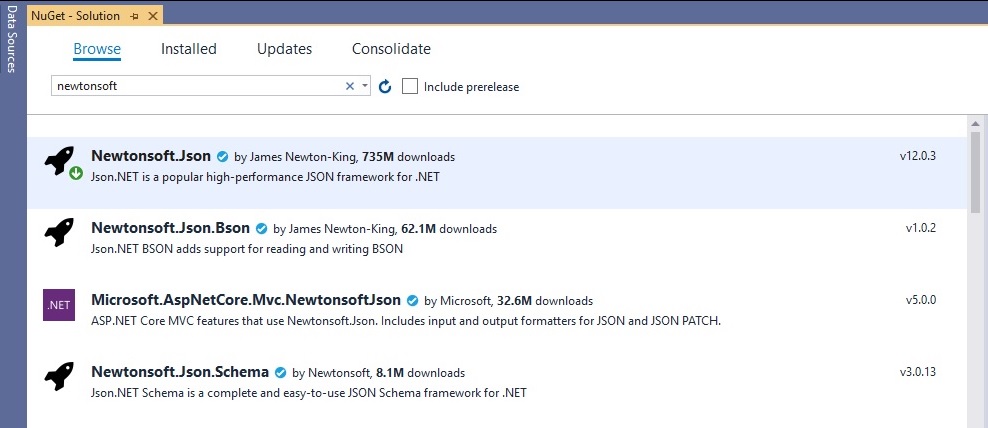 Data Sources
NuGet - Solution
Browse Installed Updates Consolidate
newtonsoft
Include prerelease
Newtonsoft.Json by James Newton-King, 735M downloads v12.0.3
Json.NET is a popular high-performance JSON framework for .NET
Newtonsoft.Json.Bson by James Newton-King, 62.1M downloads v1.0.2
Json.NET BSON adds support for reading and writing BSON
.NET
Microsoft.AspNetCore.Mvc.NewtonsoftJson by Microsoft, 32.6M downloads v5.0.0
ASP.NET Core MVC features that use Newtonsoft.Json. Includes input and output formatters for JSON and JSON PATCH.
Newtonsoft.Json.Schema by Newtonsoft, 8.1M downloads v3.0.13
Json.NET Schema is a complete and easy-to-use JSON Schema framework for .NET